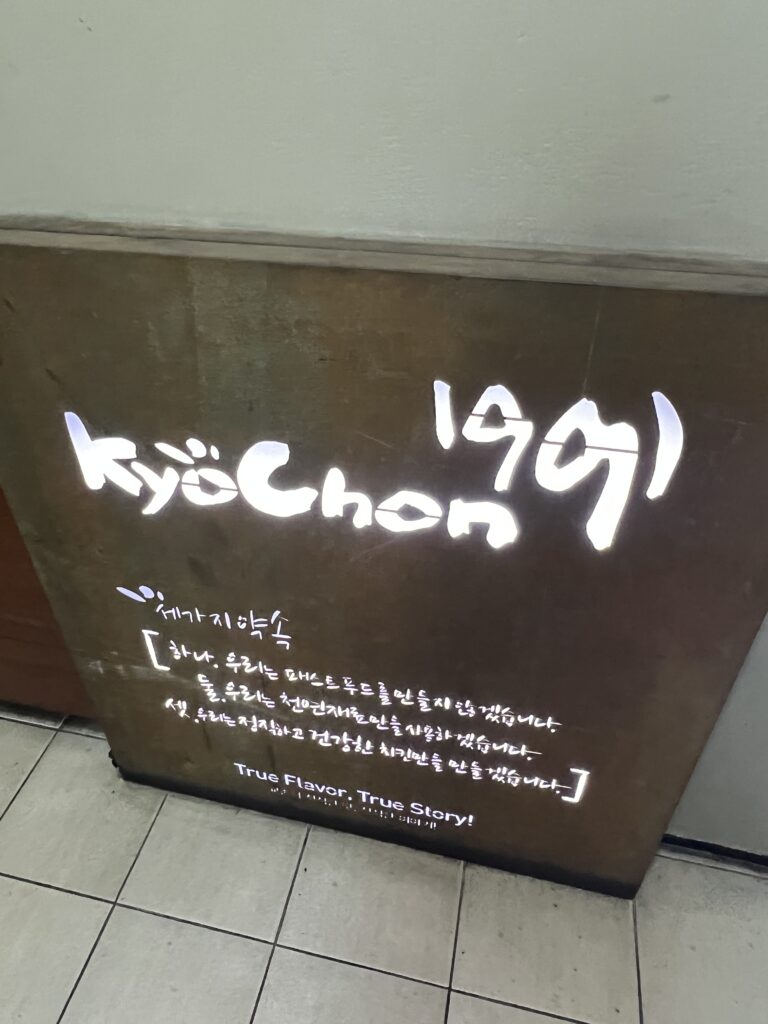 kyoChon 1991
세가지약속
[하나. 우리는 패스트푸드를 만들지 않겠습니다.
둘. 우리는 천연재료만을 사용하겠습니다.
셋. 우리는 정직하고 건강한 치킨만을 만들겠습니다.]
True Flavor. True Story!